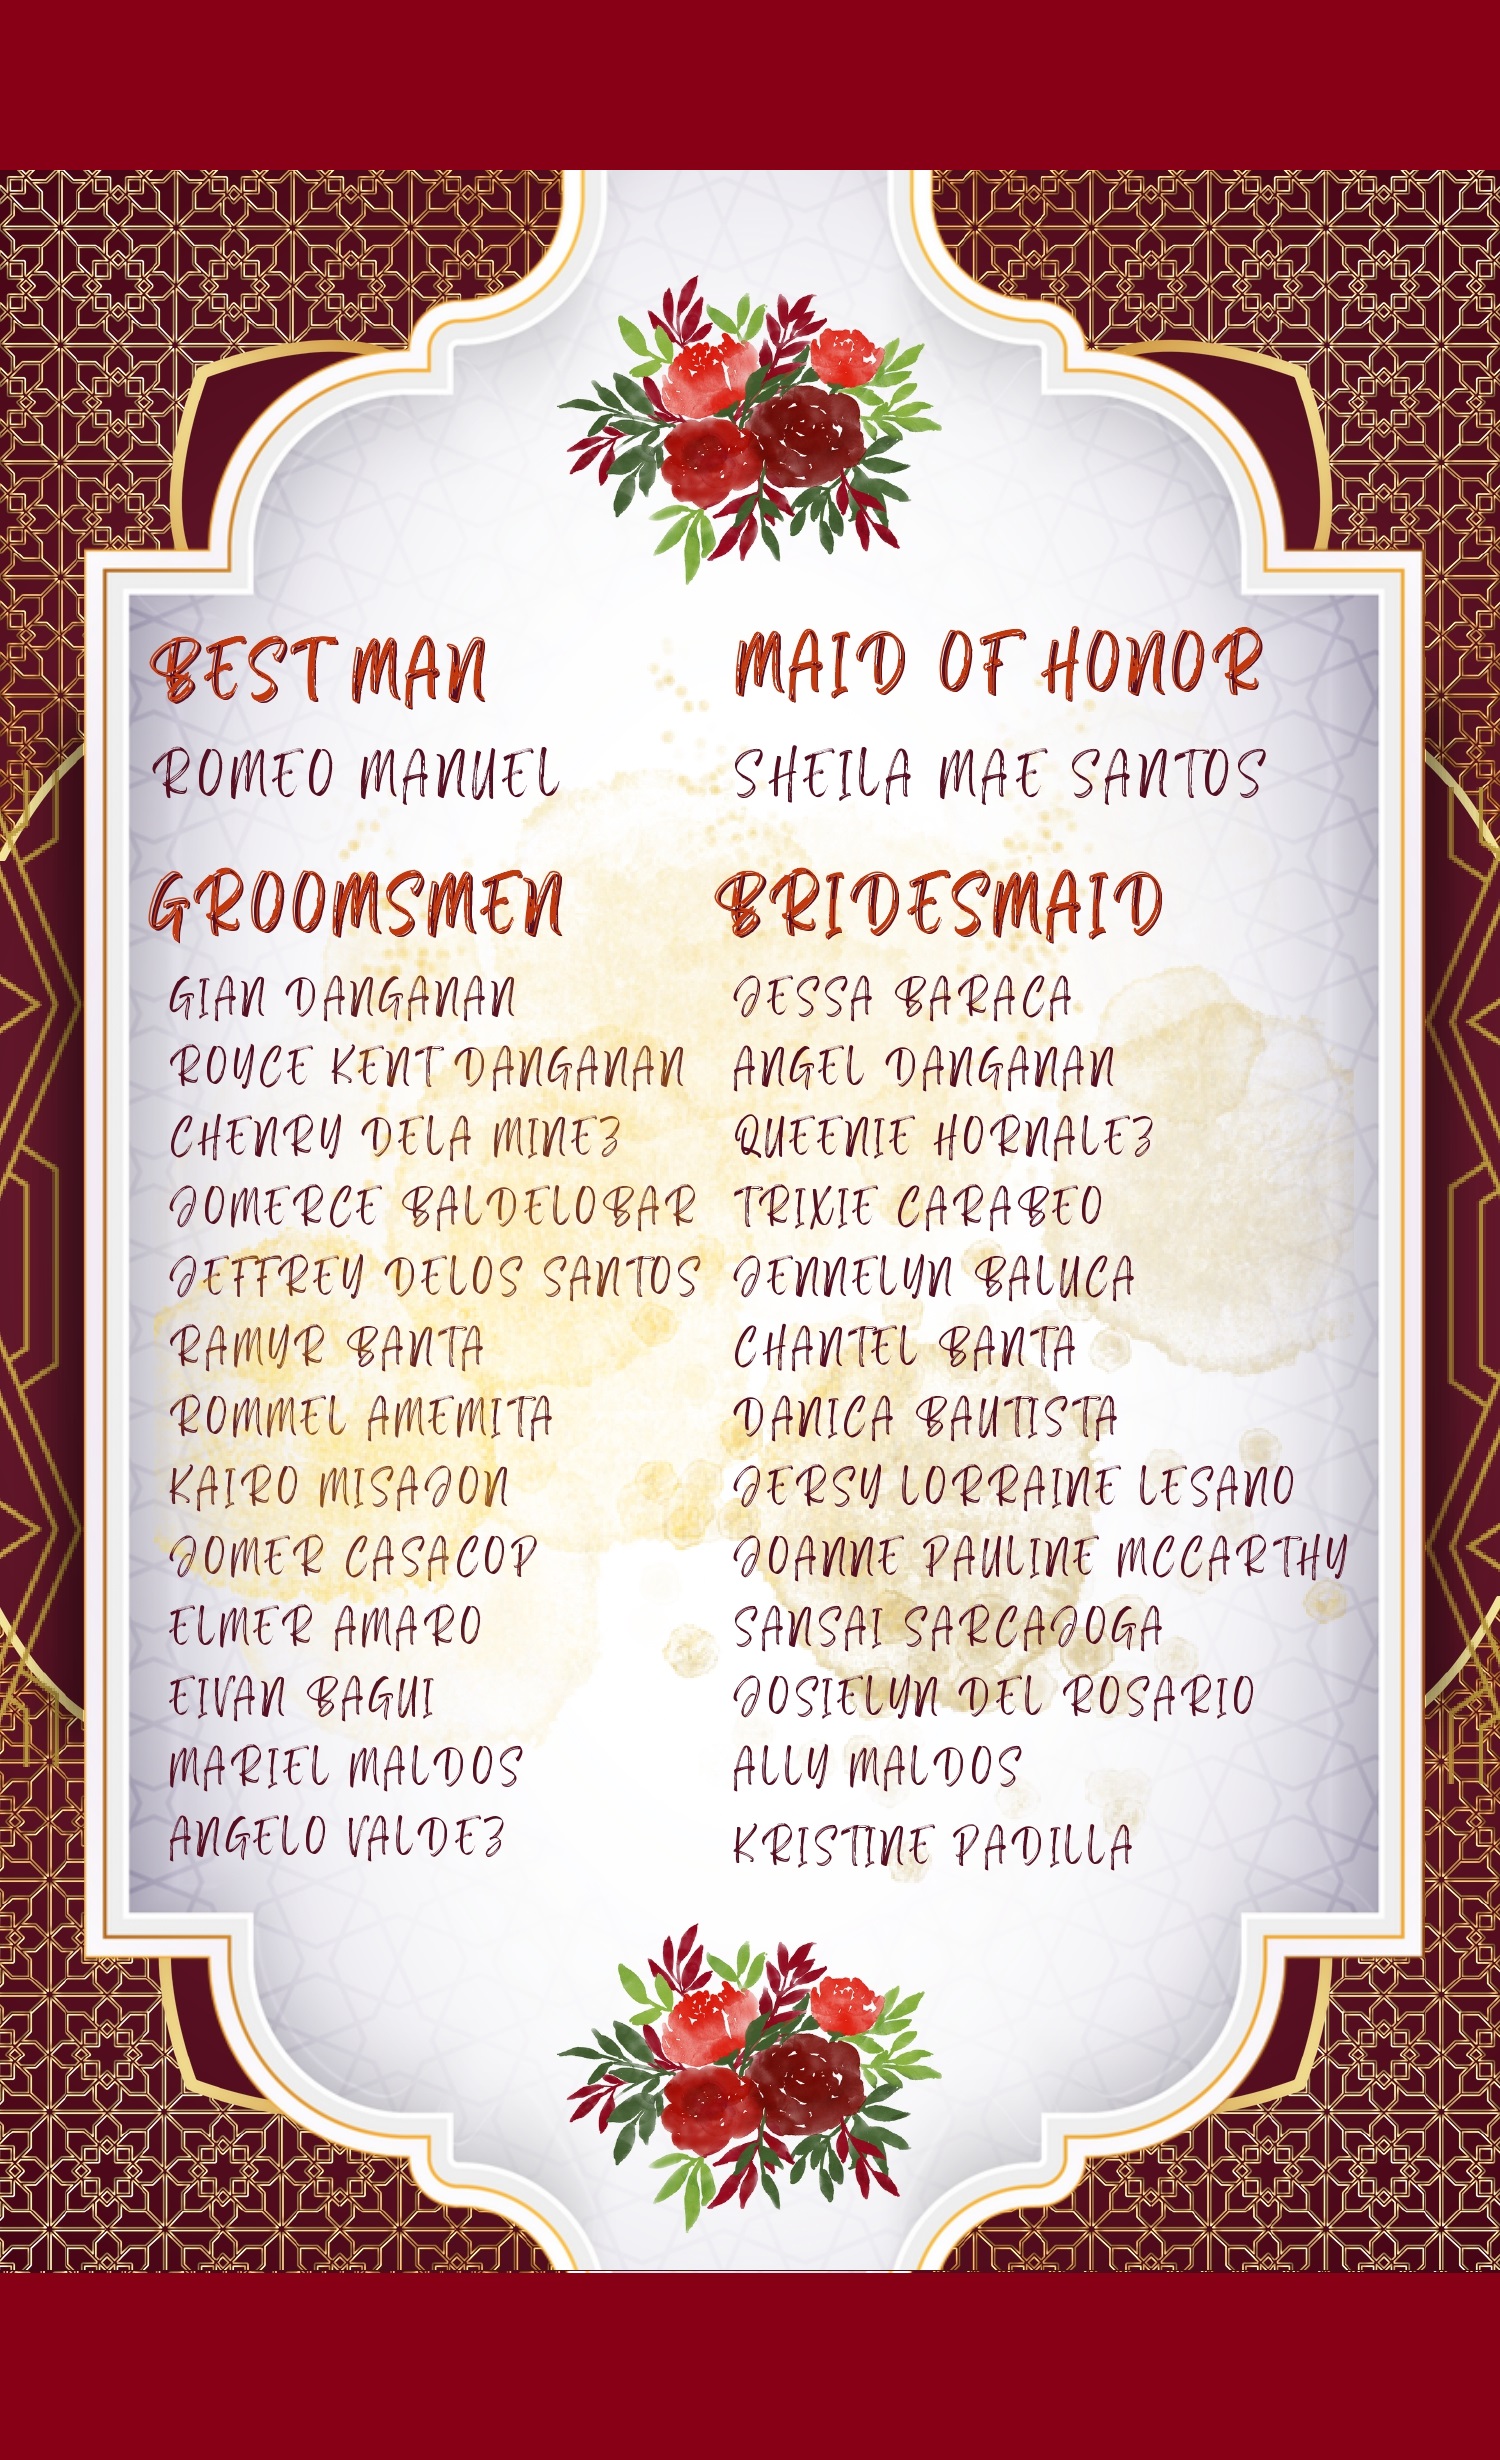 BEST MAN
ROMEO MANUEL
MAID OF HONOR
SHEILA MAE SANTOS
GROOMSMEN
GIAN DANGANAN
ROYCE KENT DANGANAN
CHENRY DELA MINEZ
JOMERCE BALDELOBAR
JEFFREY DELOS SANTOS
RAMYR BANTA
ROMMEL AMEMITA
KAIRO MISAJON
JOMER CASACOP
ELMER AMARO
EIVAN BAGUI
MARIEL MALDOS
ANGELO VALDEZ
BRIDESMAID
JESSA BARACA
ANGEL DANGANAN
QUEENIE HORNALEZ
TRIXIE CARABEO
JENNELYN BALUCA
CHANTEL BANTA
DANICA BAUTISTA
JERSY LORRAINE LESANO
JOANNE PAULINE MCCARTHY
SANSAI SARCAJOGA
JOSIELYN DEL ROSARIO
ALLY MALDOS
KRISTINE PADILLA